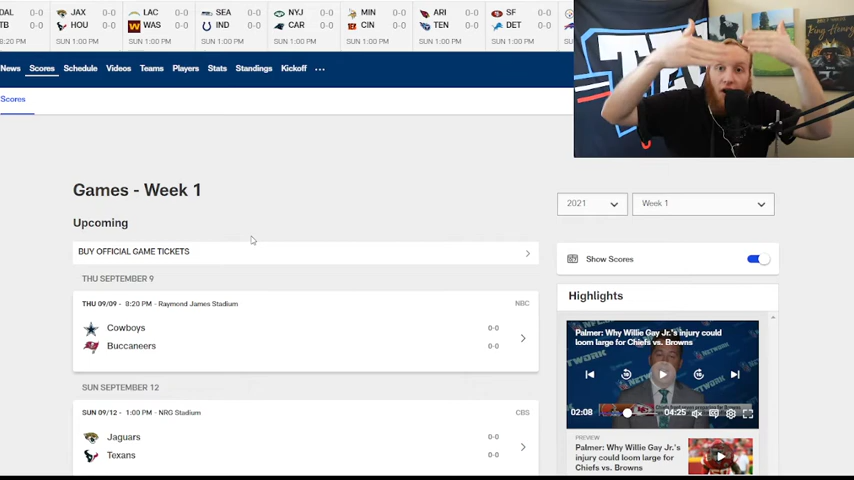 DAL 0-0 JAX 0-0 LAC 0-0 SEA 0-0 NYJ 0-0 MIN 0-0 ARI 0-0 SF 0-0
TB 0-0 HOU 0-0 WAS 0-0 IND 0-0 CAR 0-0 CIN 0-0 TEN 0-0 DET 0-0
8:20 PM SUN 1:00 PM SUN 1:00 PM SUN 1:00 PM SUN 1:00 PM SUN 1:00 PM SUN 1:00 PM SUN 1:00 PM SUN
News Scores Schedule Videos Teams Players Stats Standings Kickoff ...
Scores
Games - Week 1
2021 Week 1
Upcoming
BUY OFFICIAL GAME TICKETS
Show Scores
THU SEPTEMBER 9
Highlights
THU 09/09 - 8:20 PM - Raymond James Stadium NBC
Cowboys 0-0
Buccaneers 0-0
Palmer: Why Willie Gay Jr.'s injury could
loom large for Chiefs vs. Browns
NETWORK
02:08 04:25
SUN SEPTEMBER 12
SUN 09/12 - 1:00 PM - NRG Stadium CBS
Jaguars 0-0
Texans 0-0
PREVIEW
Palmer: Why Willie Gay Jr.'s
injury could loom large for
Chiefs vs. Browns